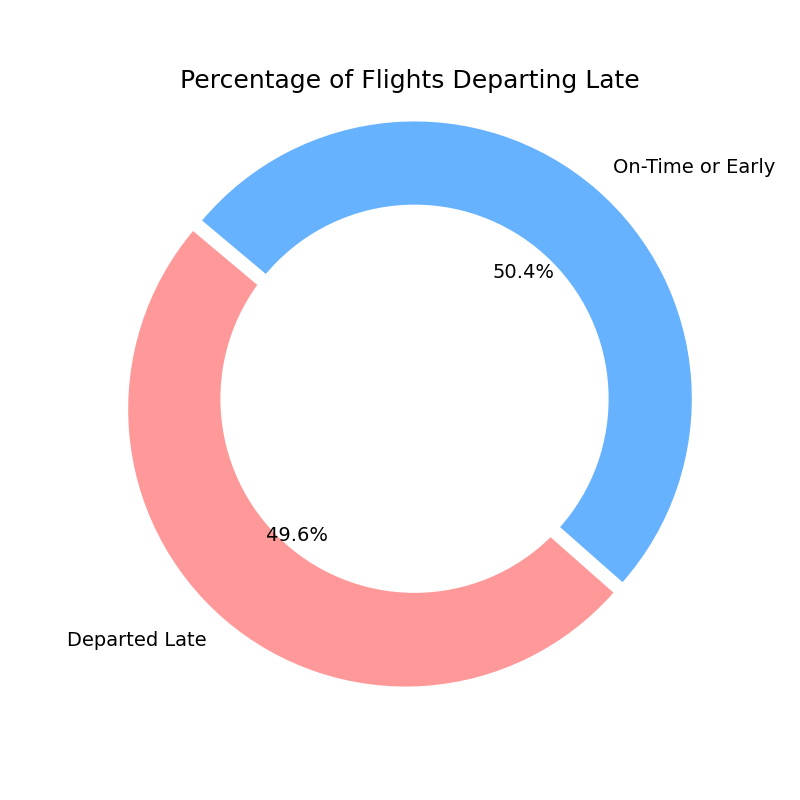 Percentage of Flights Departing Late
On-Time or Early
50.4%
49.6%
Departed Late